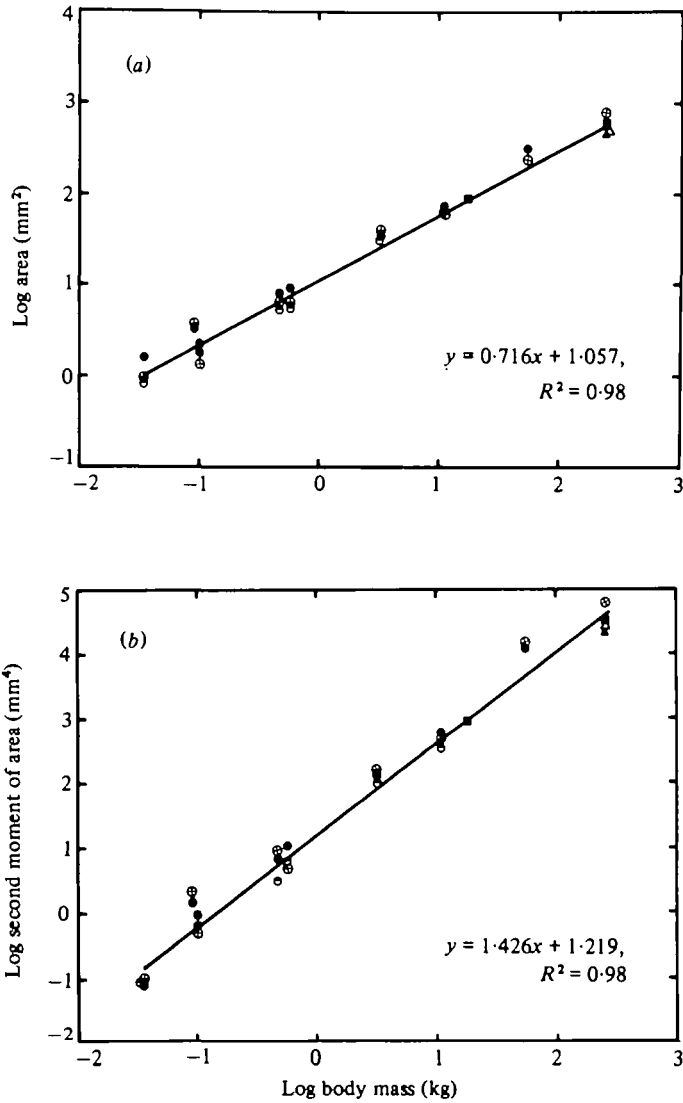 4
3
2
1
0
−1
Log area (mm²)
(a)
y = 0·716x + 1·057,
R² = 0·98
−2 −1 0 1 2 3
5
4
3
2
1
0
−1
−2
Log second moment of area (mm⁴)
(b)
y = 1·426x + 1·219,
R² = 0·98
−2 −1 0 1 2 3
Log body mass (kg)